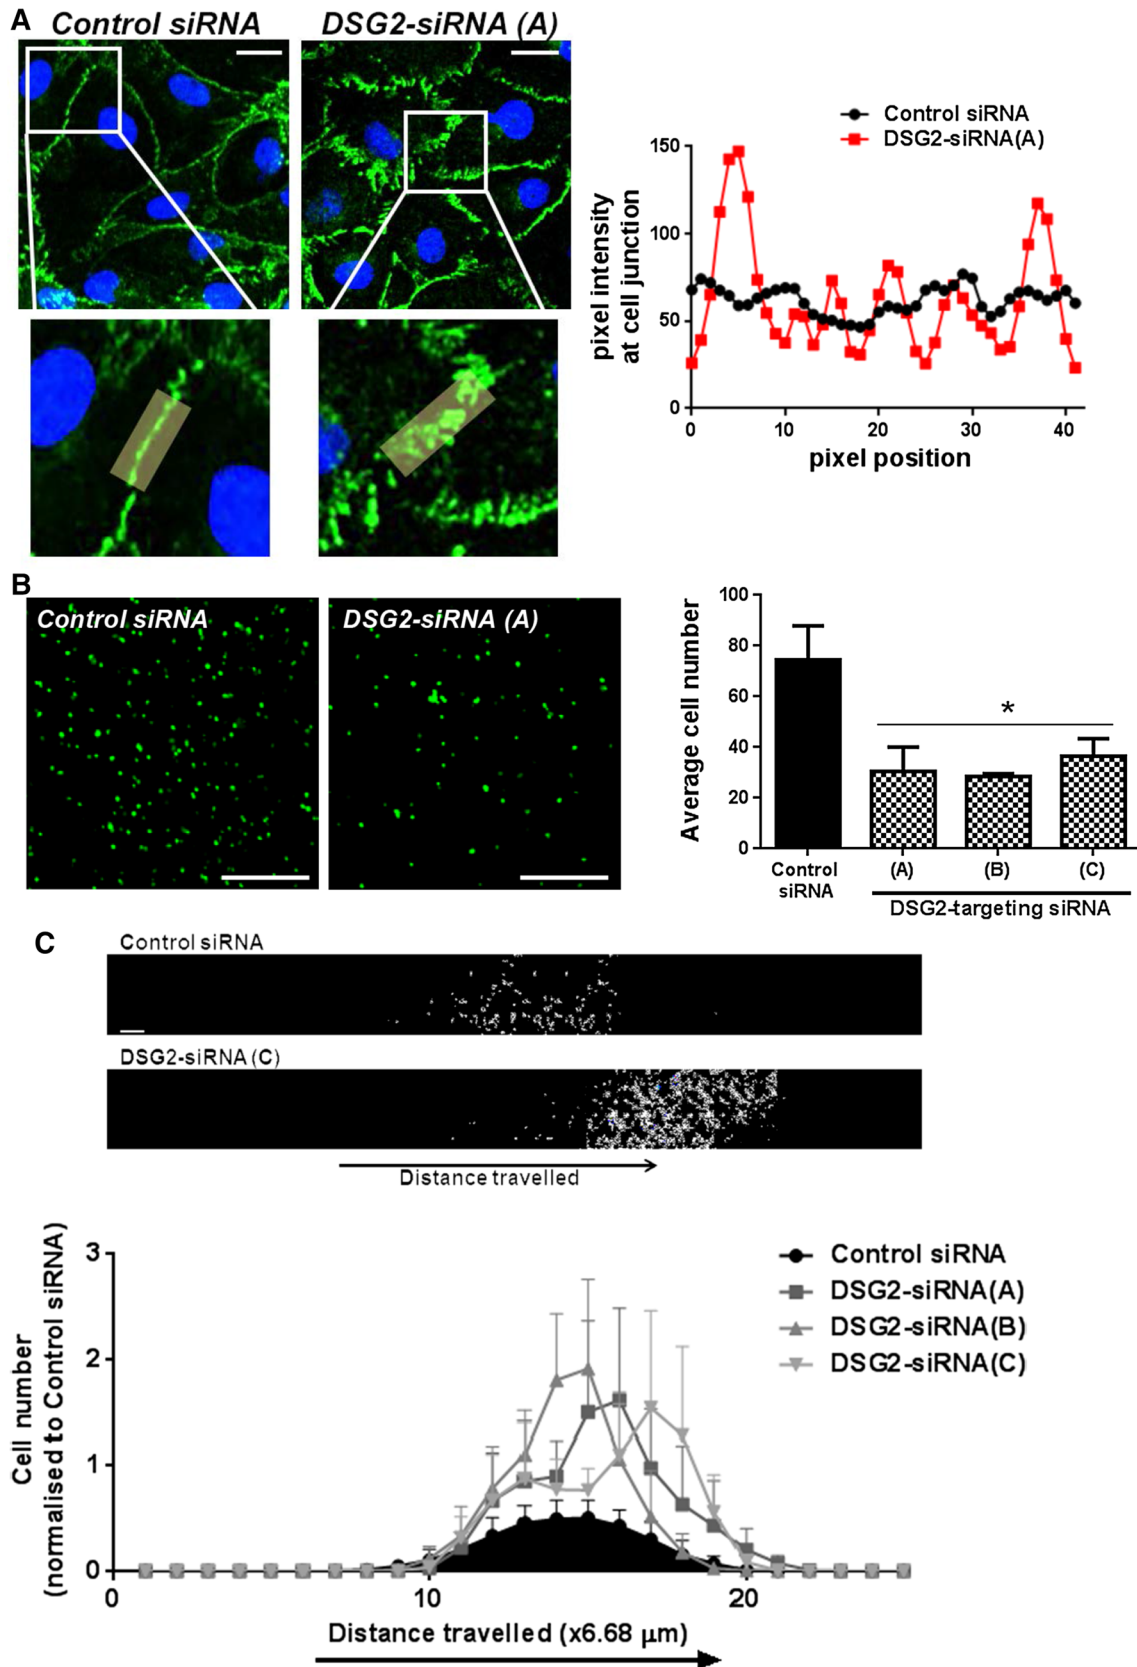 A
Control siRNA
DSG2-siRNA (A)
Control siRNA
DSG2-siRNA(A)
150
100
50
0
pixel intensity
at cell junction
0
10
20
30
40
pixel position
B
Control siRNA
DSG2-siRNA (A)
100
80
60
40
20
0
Average cell number
*
Control
siRNA
(A)
(B)
(C)
DSG2-targeting siRNA
C
Control siRNA
DSG2-siRNA (C)
Distance travelled
3
2
1
0
Cell number
(normalised to Control siRNA)
Control siRNA
DSG2-siRNA(A)
DSG2-siRNA(B)
DSG2-siRNA(C)
0
10
20
Distance travelled (x6.68 µm)